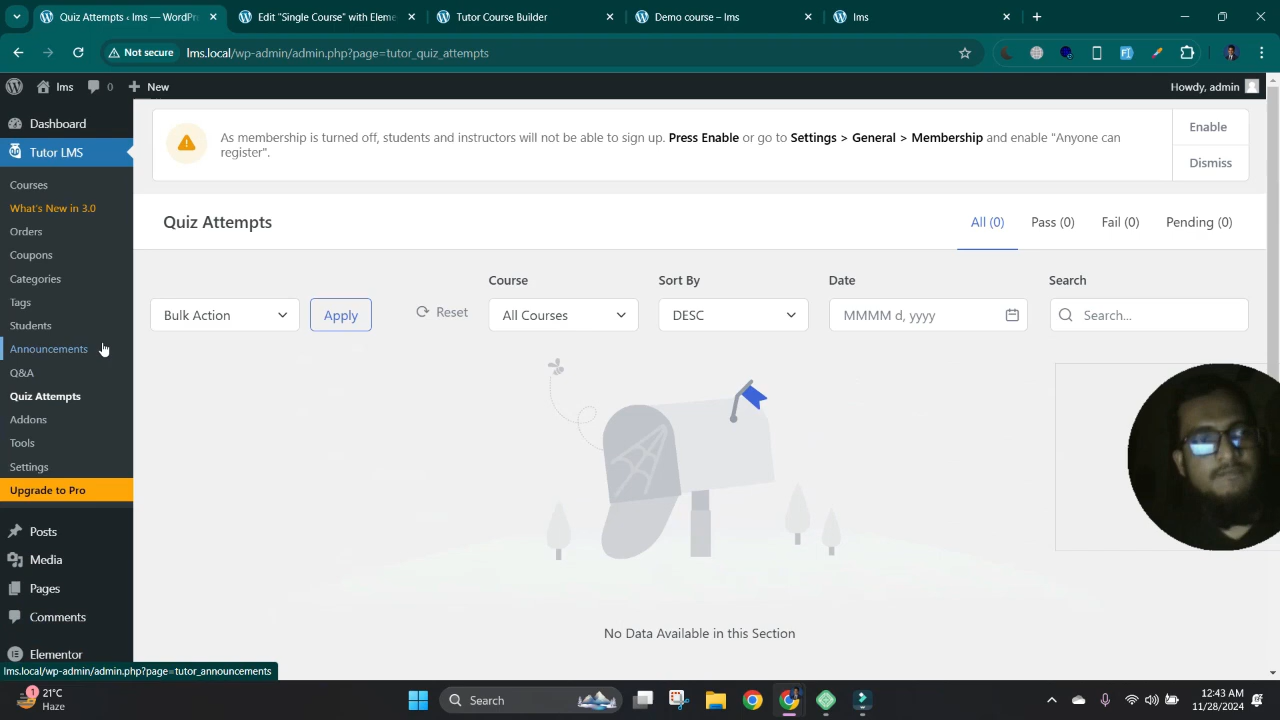 Quiz Attempts ‹ lms — WordPr
Edit "Single Course" with Eleme
Tutor Course Builder
Demo course – lms
lms
Not secure
lms.local/wp-admin/admin.php?page=tutor_quiz_attempts
lms
0
New
Howdy, admin
Dashboard
Tutor LMS
Courses
What's New in 3.0
Orders
Coupons
Categories
Tags
Students
Announcements
Q&A
Quiz Attempts
Addons
Tools
Settings
Upgrade to Pro
Posts
Media
Pages
Comments
Elementor
As membership is turned off, students and instructors will not be able to sign up. Press Enable or go to Settings > General > Membership and enable "Anyone can
register".
Enable
Dismiss
Quiz Attempts
All (0)
Pass (0)
Fail (0)
Pending (0)
Course
Sort By
Date
Search
Bulk Action
Apply
Reset
All Courses
DESC
MMMM d, yyyy
Search...
No Data Available in this Section
lms.local/wp-admin/admin.php?page=tutor_announcements
1
21°C
Haze
Search
12:43 AM
11/28/2024